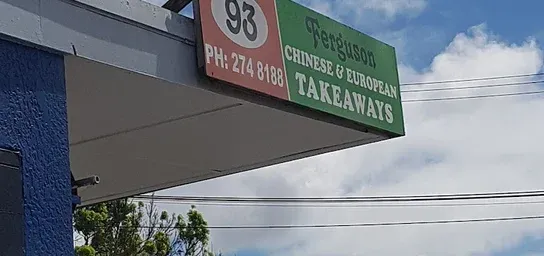 93
PH: 274 8188
Ferguson
CHINESE & EUROPEAN
TAKEAWAYS